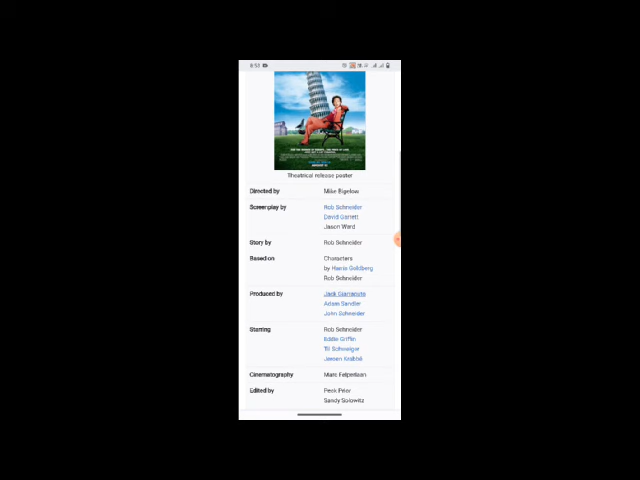 8:53
Theatrical release poster
Directed by
Mike Bigelow
Screenplay by
Rob Schneider
David Garrett
Jason Ward
Story by
Rob Schneider
Based on
Characters
by Harris Goldberg
Rob Schneider
Produced by
Jack Giarraputo
Adam Sandler
John Schneider
Starring
Rob Schneider
Eddie Griffin
Til Schweiger
Jeroen Krabbé
Cinematography
Marc Felperlaan
Edited by
Peck Prior
Sandy Solowitz